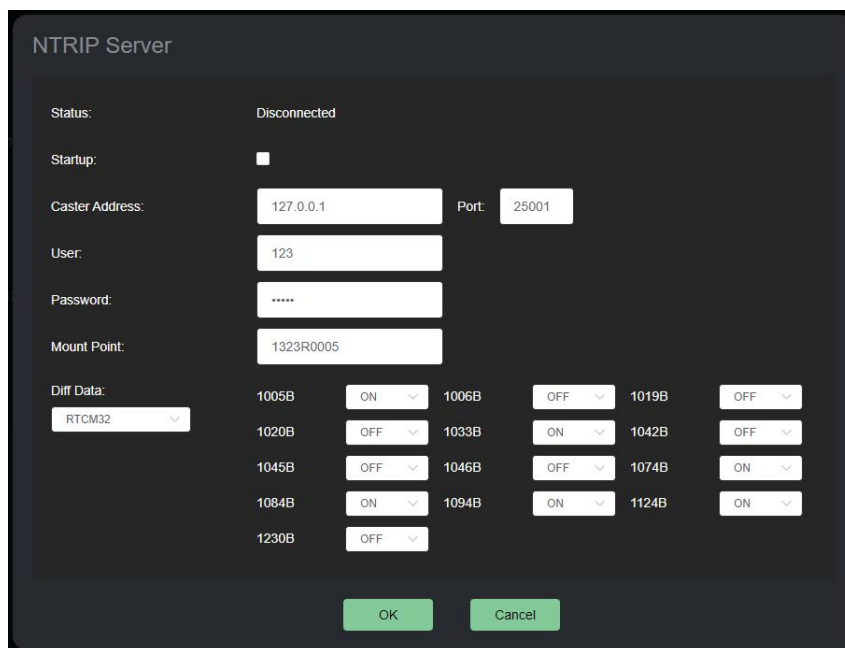 NTRIP Server
Status: Disconnected
Startup:
Caster Address: 127.0.0.1 Port: 25001
User: 123
Password: •••••
Mount Point: 1323R0005
Diff Data:
RTCM32
1005B ON 1006B OFF 1019B OFF
1020B OFF 1033B ON 1042B OFF
1045B OFF 1046B OFF 1074B ON
1084B ON 1094B ON 1124B ON
1230B OFF
OK Cancel